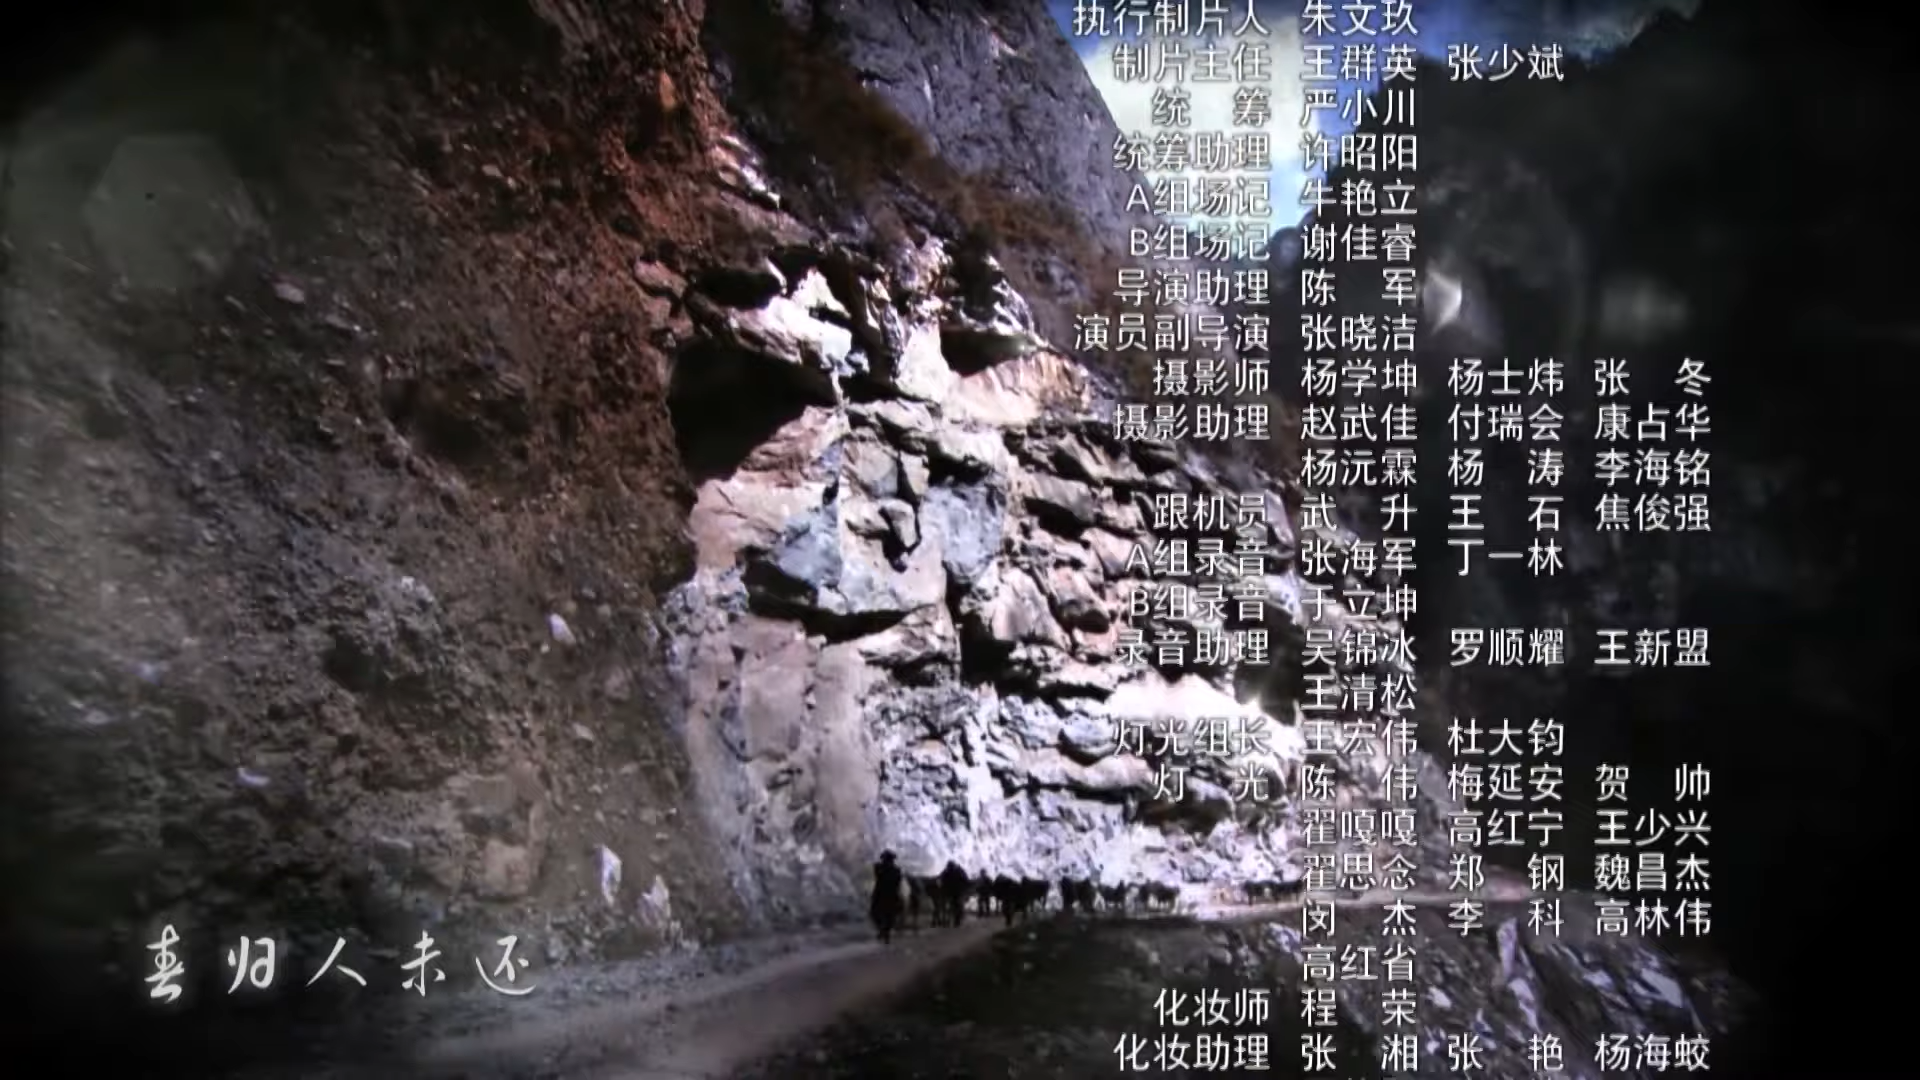 执行制片人 朱文玖
制片主任 王群英 张少斌
统 筹 严小川
统筹助理 许昭阳
A组场记 牛艳立
B组场记 谢佳睿
导演助理 陈 军
演员副导演 张晓洁
摄影师 杨学坤 杨士炜 张 冬
摄影助理 赵武佳 付瑞会 康占华
杨沅霖 杨 涛 李海铭
跟机员 武 升 王 石 焦俊强
A组录音 张海军 丁一林
B组录音 于立坤
录音助理 吴锦冰 罗顺耀 王新盟
王清松
灯光组长 王宏伟 杜大钧
灯 光 陈 伟 梅延安 贺 帅
翟嘎嘎 高红宁 王少兴
翟思念 郑 钢 魏昌杰
闵 杰 李 科 高林伟
高红省
化妆师 程 荣
化妆助理 张 湘 张 艳 杨海蛟
春归人未还